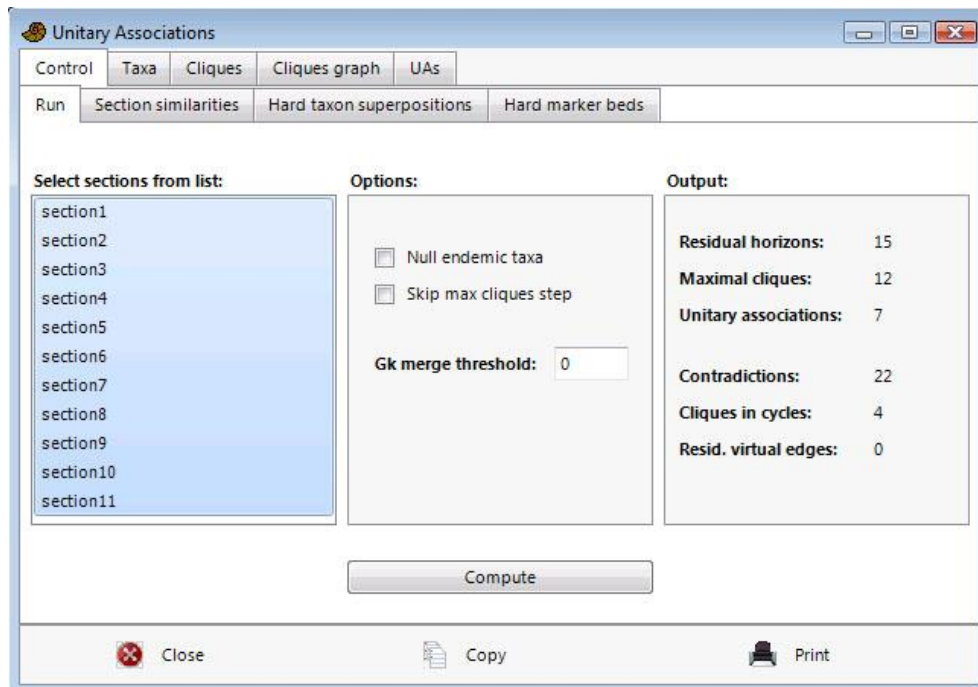 Unitary Associations
Control Taxa Cliques Cliques graph UAs
Run Section similarities Hard taxon superpositions Hard marker beds
Select sections from list:
section1
section2
section3
section4
section5
section6
section7
section8
section9
section10
section11
Options:
Null endemic taxa
Skip max cliques step
Gk merge threshold: 0
Output:
Residual horizons: 15
Maximal cliques: 12
Unitary associations: 7
Contradictions: 22
Cliques in cycles: 4
Resid. virtual edges: 0
Compute
Close Copy Print